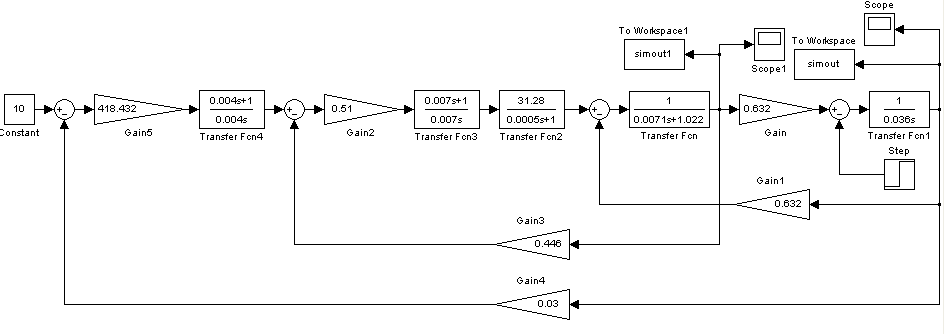 Scope
To Workspace1
simout1
Scope1
To Workspace
simout
10
Constant
+
−
418.432
Gain5
0.004s+1
0.004s
Transfer Fcn4
+
−
0.51
Gain2
0.007s+1
0.007s
Transfer Fcn3
31.28
0.0005s+1
Transfer Fcn2
+
−
1
0.0071s+1.022
Transfer Fcn
0.632
Gain
+
−
1
0.036s
Transfer Fcn1
Step
Gain1
0.632
Gain3
0.446
Gain4
0.03